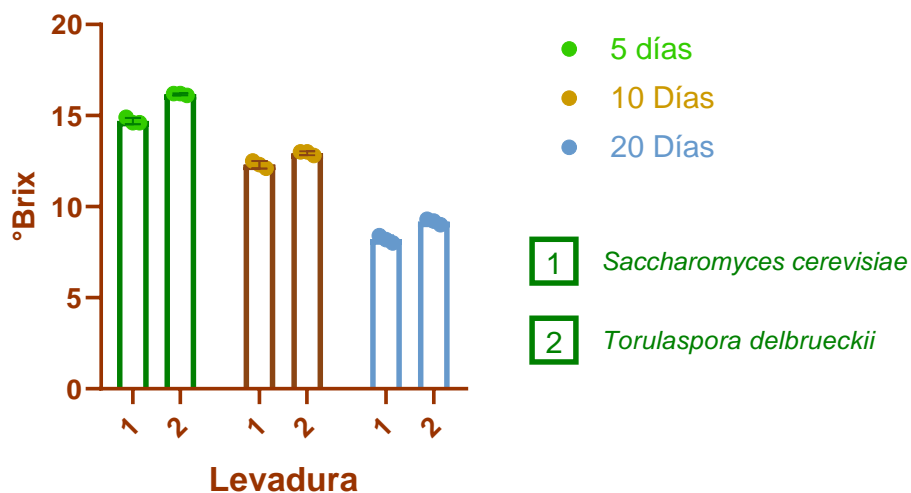 20
15
10
5
0
°Brix
1
2
1
2
1
2
Levadura
5 días
10 Días
20 Días
1 Saccharomyces cerevisiae
2 Torulaspora delbrueckii